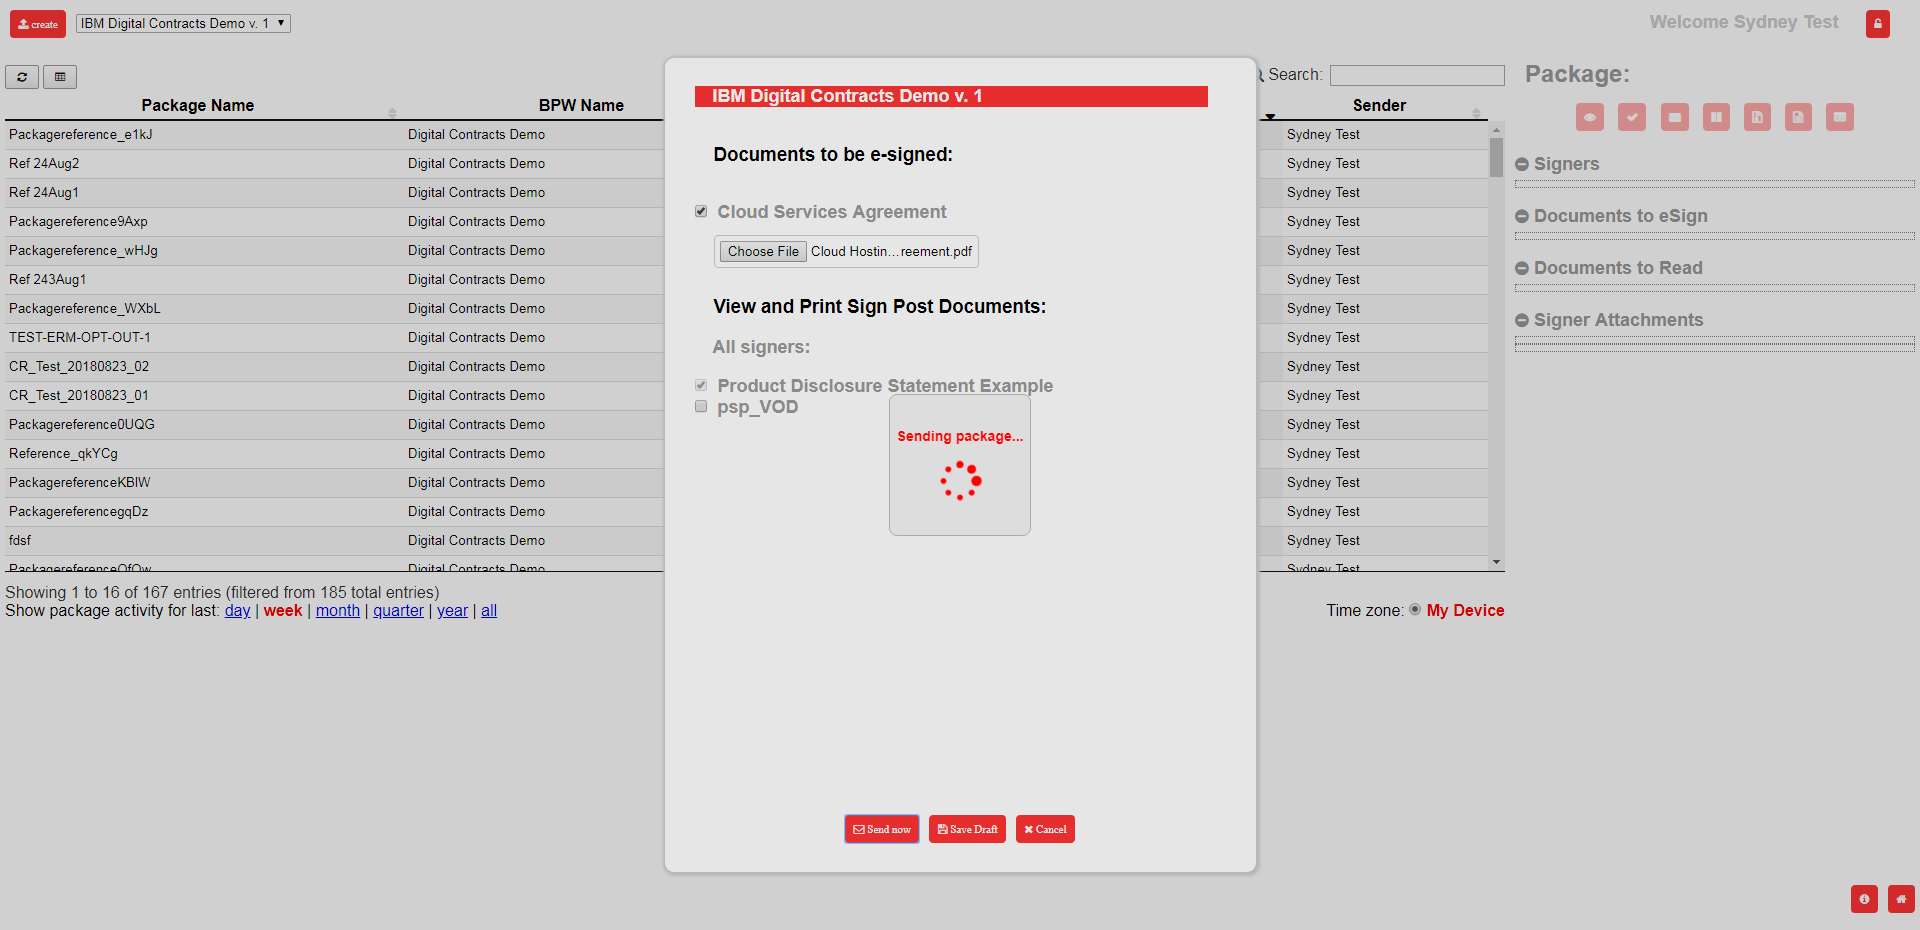 create
IBM Digital Contracts Demo v. 1
Welcome Sydney Test
Search:
Package:
Package Name
BPW Name
Sender
Packagereference_e1kJ Digital Contracts Demo Sydney Test
Ref 24Aug2 Digital Contracts Demo Sydney Test
Ref 24Aug1 Digital Contracts Demo Sydney Test
Packagereference9Axp Digital Contracts Demo Sydney Test
Packagereference_wHJg Digital Contracts Demo Sydney Test
Ref 243Aug1 Digital Contracts Demo Sydney Test
Packagereference_WXbL Digital Contracts Demo Sydney Test
TEST-ERM-OPT-OUT-1 Digital Contracts Demo Sydney Test
CR_Test_20180823_02 Digital Contracts Demo Sydney Test
CR_Test_20180823_01 Digital Contracts Demo Sydney Test
Packagereference0UQG Digital Contracts Demo Sydney Test
Reference_qkYCg Digital Contracts Demo Sydney Test
PackagereferenceKBlW Digital Contracts Demo Sydney Test
PackagereferencegqDz Digital Contracts Demo Sydney Test
fdsf Digital Contracts Demo Sydney Test
Digital Contracts Demo Sydney Test
Showing 1 to 16 of 167 entries (filtered from 185 total entries)
Show package activity for last: day | week | month | quarter | year | all
Time zone: My Device
IBM Digital Contracts Demo v. 1
Documents to be e-signed:
Cloud Services Agreement
Choose File Cloud Hostin...reement.pdf
View and Print Sign Post Documents:
All signers:
Product Disclosure Statement Example
psp_VOD
Sending package...
Send now
Save Draft
Cancel
Signers
Documents to eSign
Documents to Read
Signer Attachments